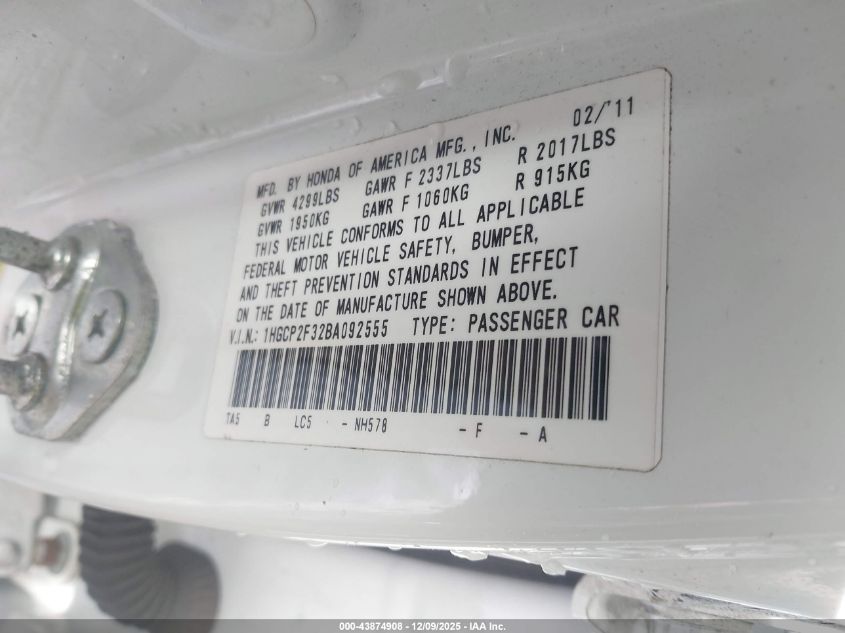 02/'11
MFD. BY HONDA OF AMERICA MFG., INC.
GVWR 4299LBS GAWR F 2337LBS R 2017LBS
GVWR 1950KG GAWR F 1060KG R 915KG
THIS VEHICLE CONFORMS TO ALL APPLICABLE
FEDERAL MOTOR VEHICLE SAFETY, BUMPER,
AND THEFT PREVENTION STANDARDS IN EFFECT
ON THE DATE OF MANUFACTURE SHOWN ABOVE.
V.I.N.: 1HGCP2F32BA092555 TYPE: PASSENGER CAR
TA5 B LC5 - NH578 - F - A
000-43874908 - 12/09/2025 - IAA Inc.